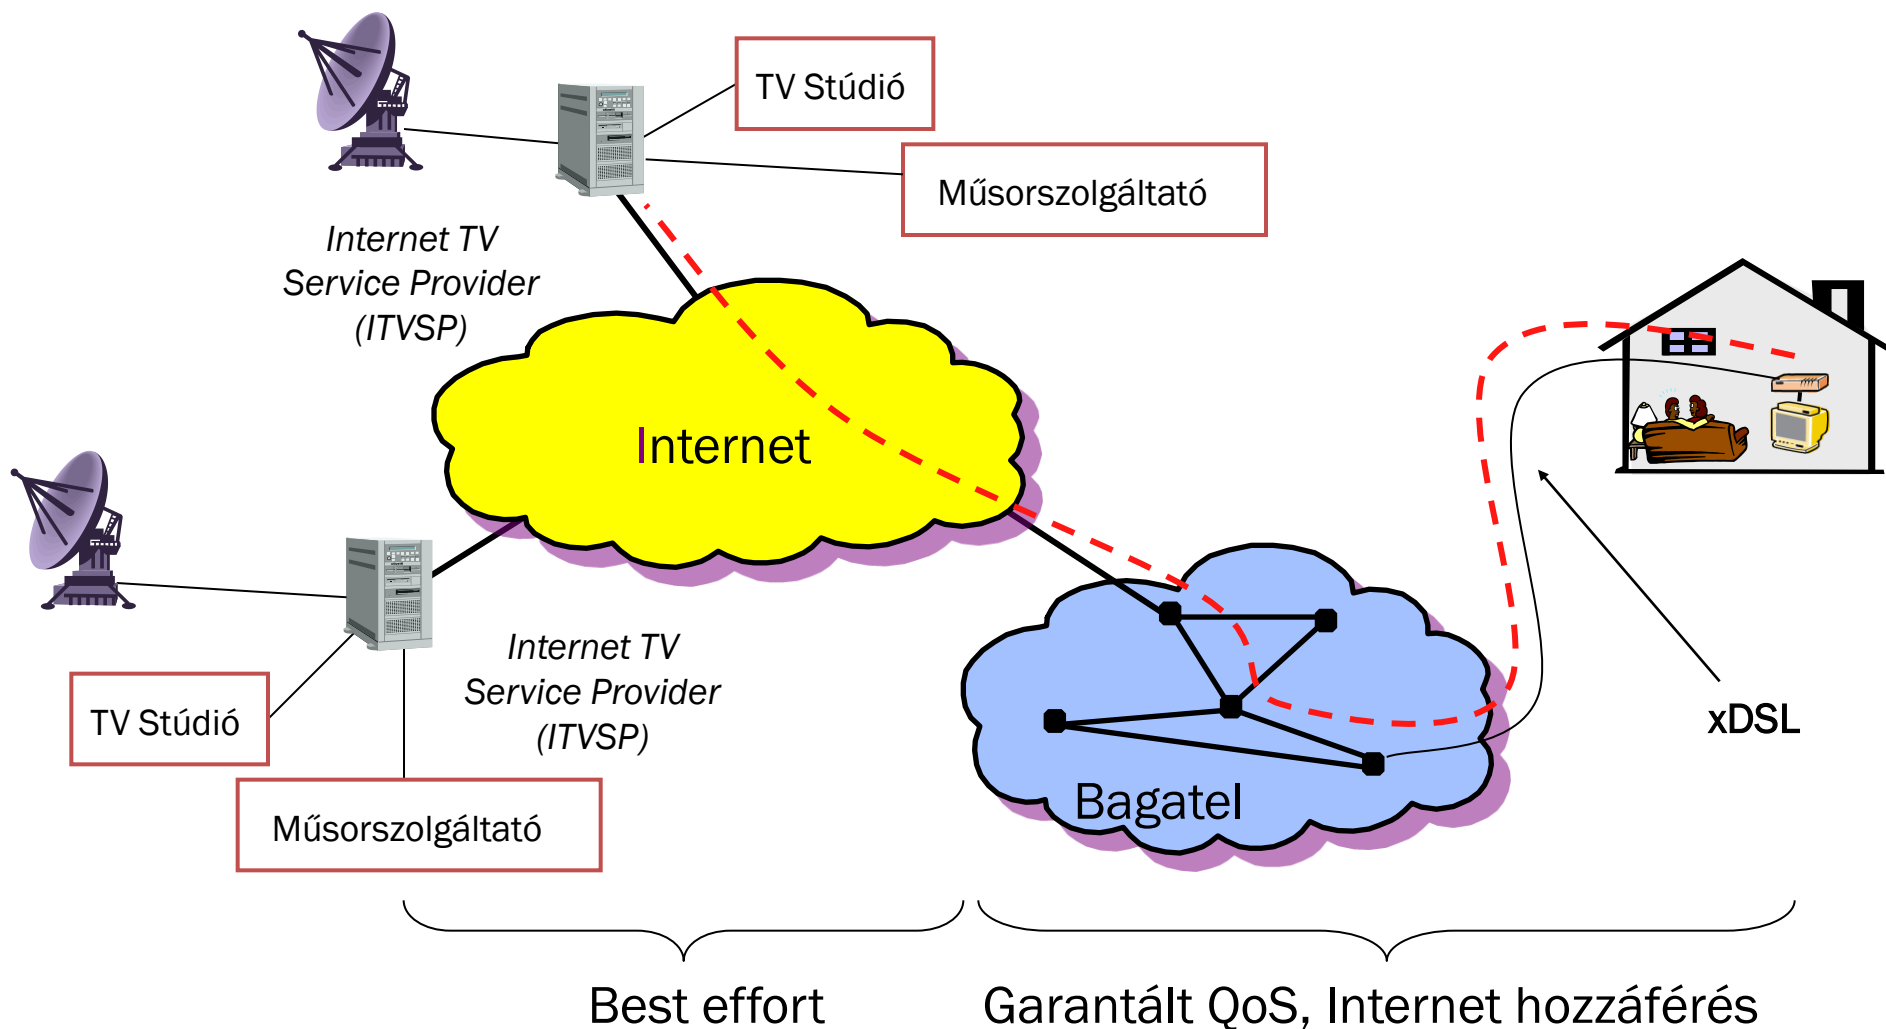 TV Stúdió
Műsorszolgáltató
Internet TV
Service Provider
(ITVSP)
Internet
Internet TV
Service Provider
(ITVSP)
TV Stúdió
xDSL
Bagatel
Műsorszolgáltató
Best effort
Garantált QoS, Internet hozzáférés